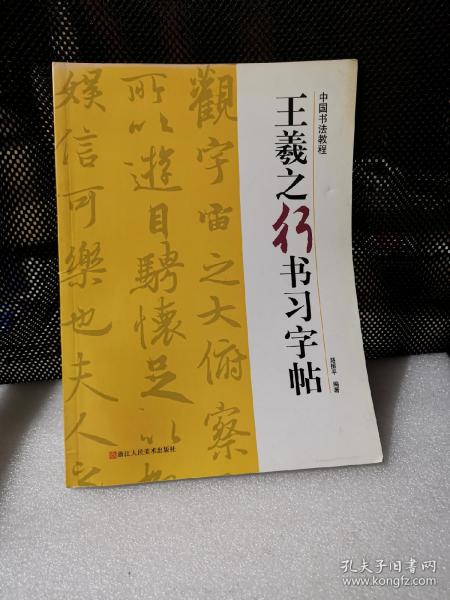 中国书法教程
王羲之行书习字帖
陆根平 编著
觀宇宙之大俯察
所以遊目騁懷足以
娛信可樂也夫人之
浙江人民美术出版社
孔夫子旧书网
www.kongfz.com